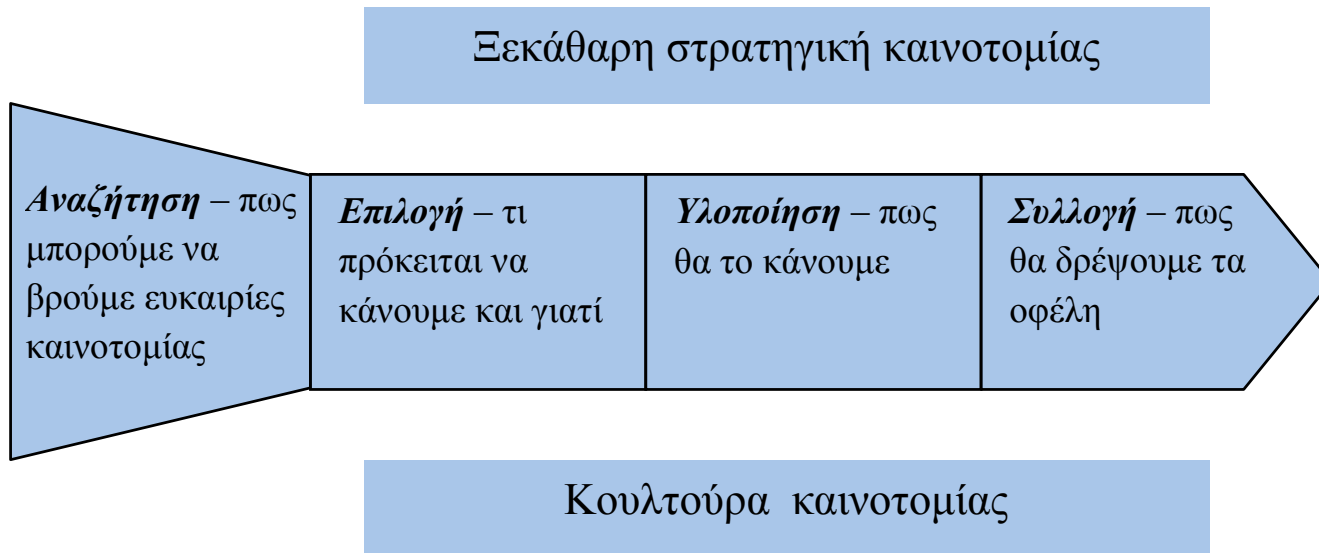 Ξεκάθαρη στρατηγική καινοτομίας
Αναζήτηση – πως
μπορούμε να
βρούμε ευκαιρίες
καινοτομίας
Επιλογή – τι
πρόκειται να
κάνουμε και γιατί
Υλοποίηση – πως
θα το κάνουμε
Συλλογή – πως
θα δρέψουμε τα
οφέλη
Κουλτούρα καινοτομίας